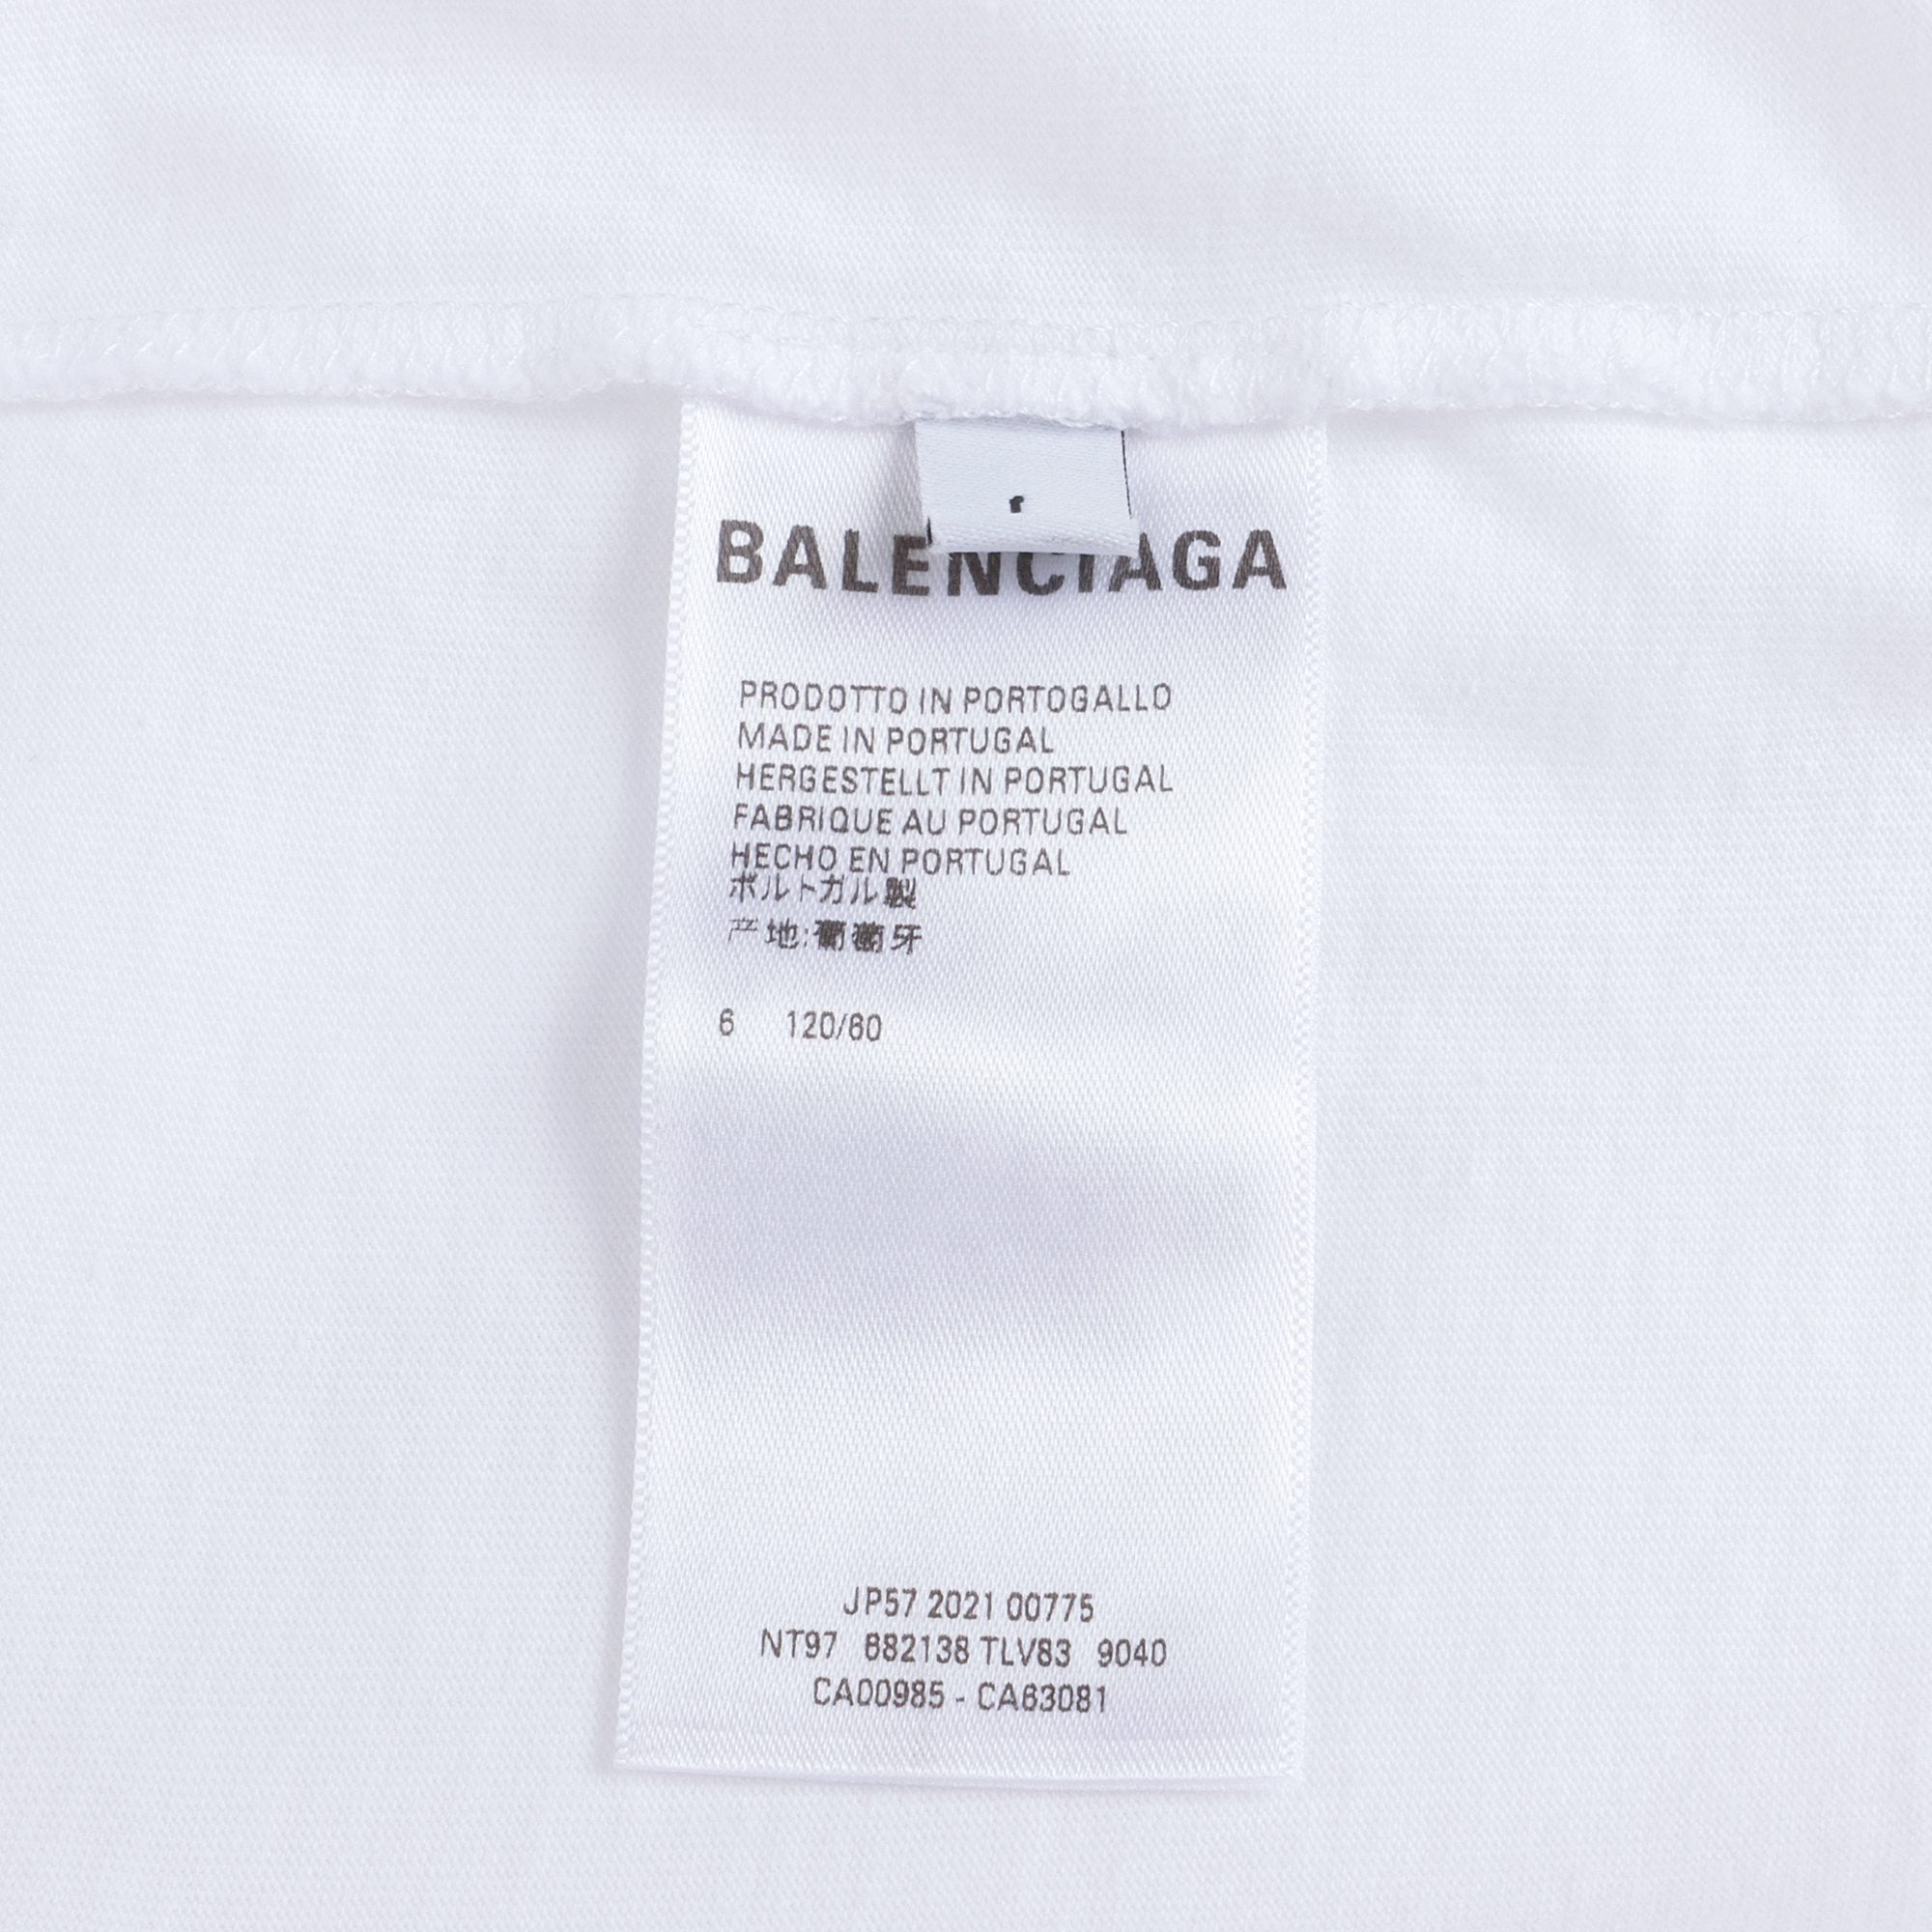 BALENCIAGA
PRODOTTO IN PORTOGALLO
MADE IN PORTUGAL
HERGESTELLT IN PORTUGAL
FABRIQUE AU PORTUGAL
HECHO EN PORTUGAL
ポルトガル製
产地:葡萄牙
6 120/60
JP57 2021 00775
NT97 682138 TLV83 9040
CA00985 - CA63081